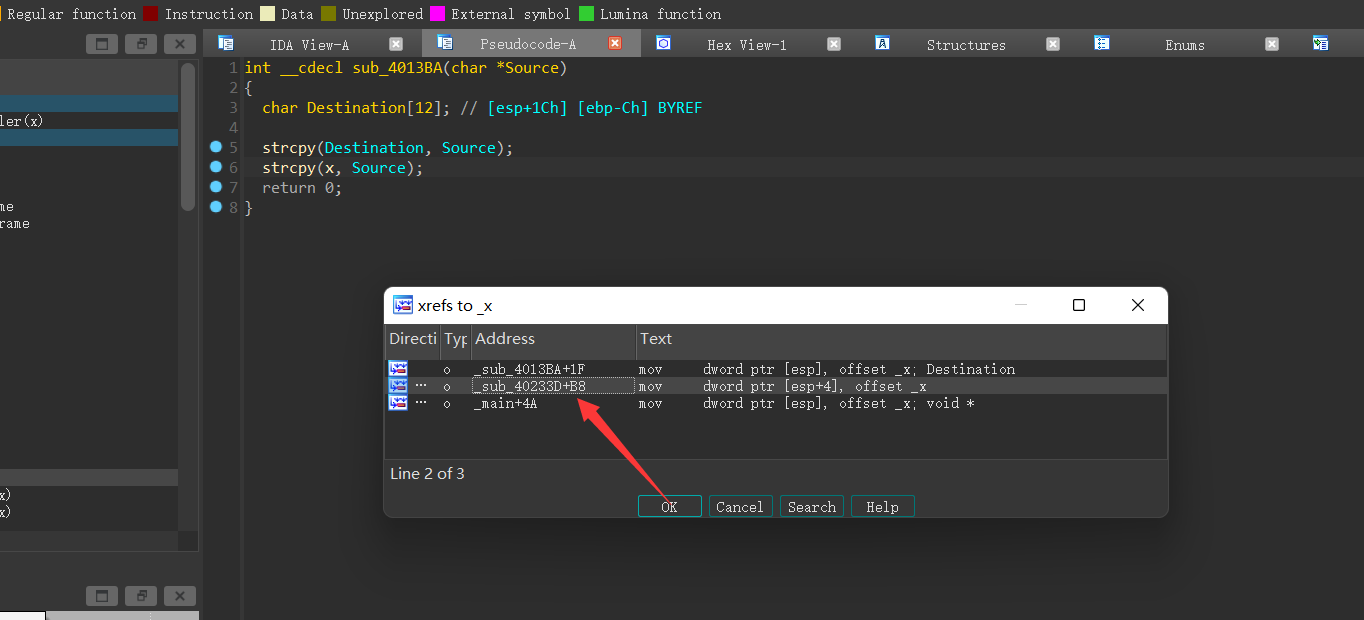 Regular function Instruction Data Unexplored External symbol Lumina function
IDA View-A Pseudocode-A Hex View-1 Structures Enums
ler(x)
me
rame
x)
x)
1 int __cdecl sub_4013BA(char *Source)
2 {
3 char Destination[12]; // [esp+1Ch] [ebp-Ch] BYREF
4
5 strcpy(Destination, Source);
6 strcpy(x, Source);
7 return 0;
8 }
xrefs to _x
Directi Typ Address Text
o _sub_4013BA+1F mov dword ptr [esp], offset _x; Destination
... o _sub_40233D+B8 mov dword ptr [esp+4], offset _x
... o _main+4A mov dword ptr [esp], offset _x; void *
Line 2 of 3
OK Cancel Search Help